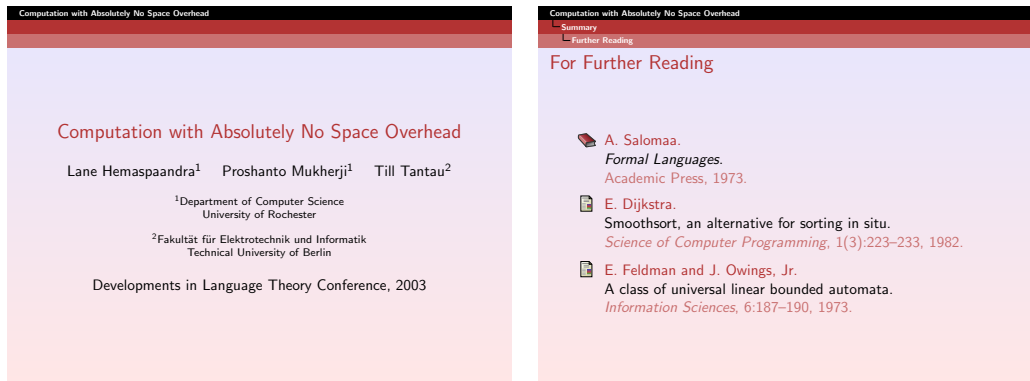 Computation with Absolutely No Space Overhead
Computation with Absolutely No Space Overhead
Lane Hemaspaandra¹ Proshanto Mukherji¹ Till Tantau²
¹Department of Computer Science
University of Rochester
²Fakultät für Elektrotechnik und Informatik
Technical University of Berlin
Developments in Language Theory Conference, 2003
Computation with Absolutely No Space Overhead
Summary
Further Reading
For Further Reading
A. Salomaa.
Formal Languages.
Academic Press, 1973.
E. Dijkstra.
Smoothsort, an alternative for sorting in situ.
Science of Computer Programming, 1(3):223–233, 1982.
E. Feldman and J. Owings, Jr.
A class of universal linear bounded automata.
Information Sciences, 6:187–190, 1973.